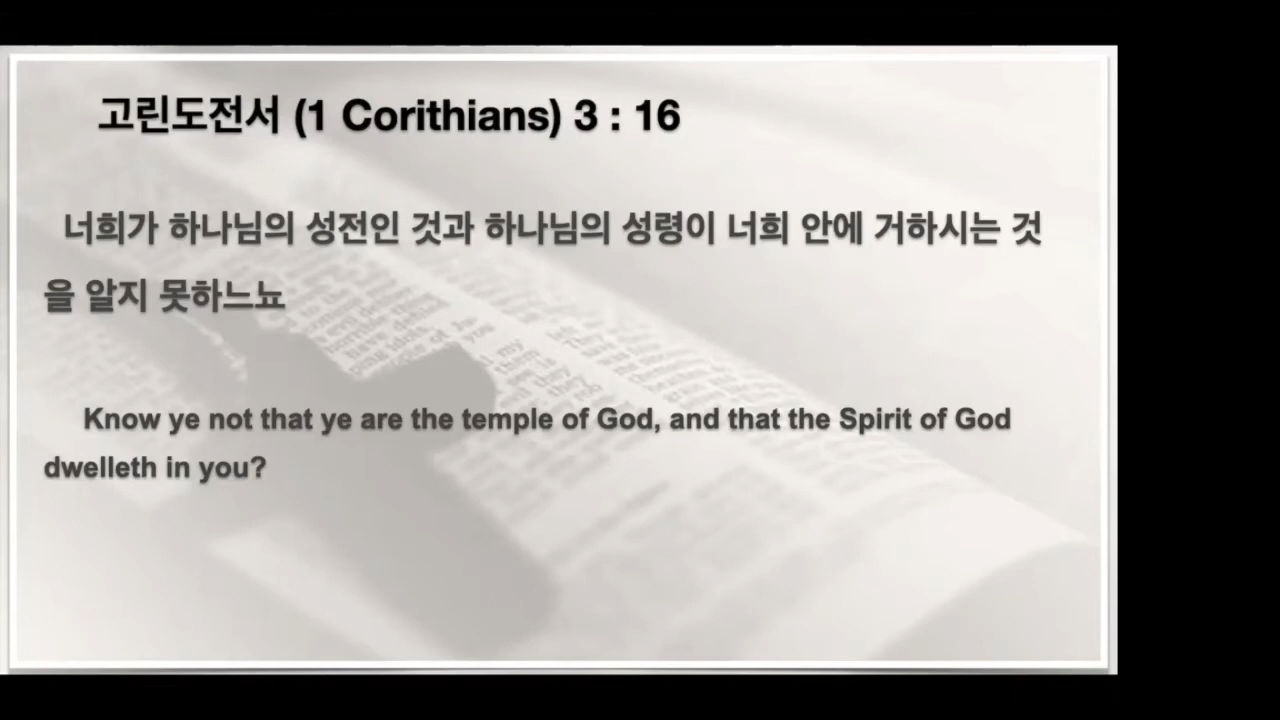 고린도전서 (1 Corithians) 3 : 16
너희가 하나님의 성전인 것과 하나님의 성령이 너희 안에 거하시는 것
을 알지 못하느뇨
Know ye not that ye are the temple of God, and that the Spirit of God
dwelleth in you?